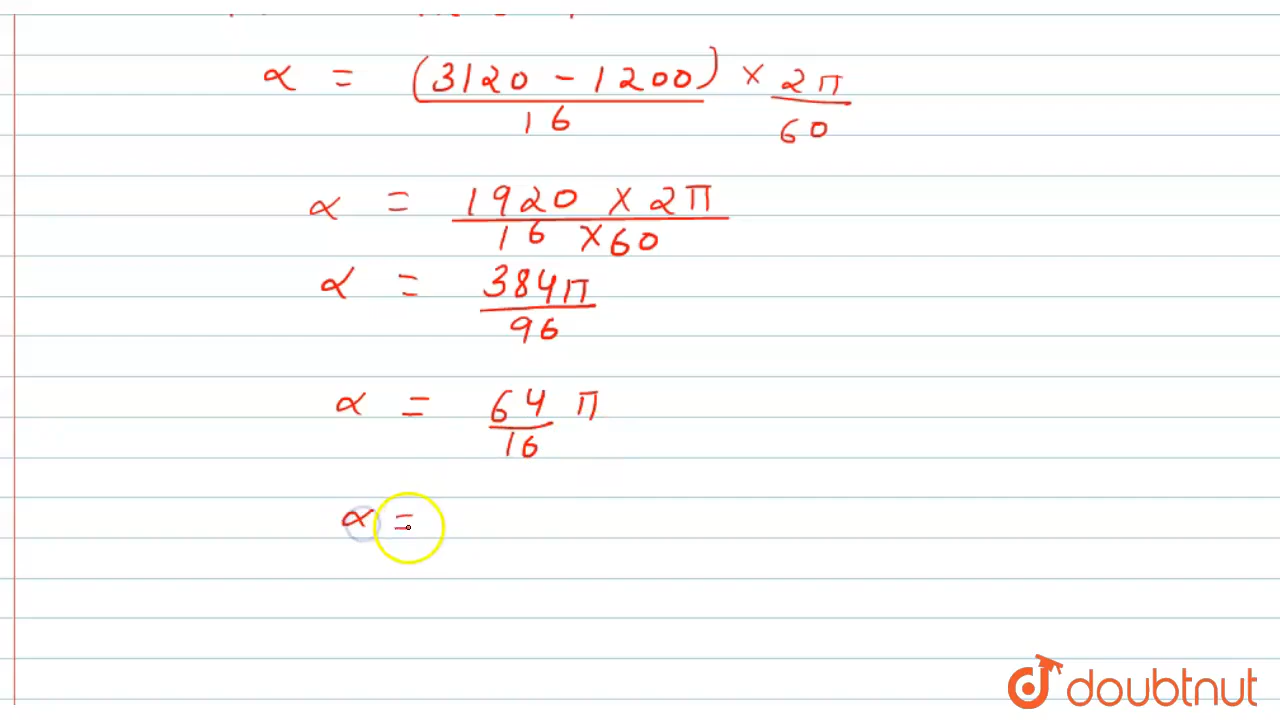 α = (3120 - 1200) × 2π
16 60
α = 1920 × 2π
16 × 60
α = 384π
96
α = 64 π
16
α =
doubtnut